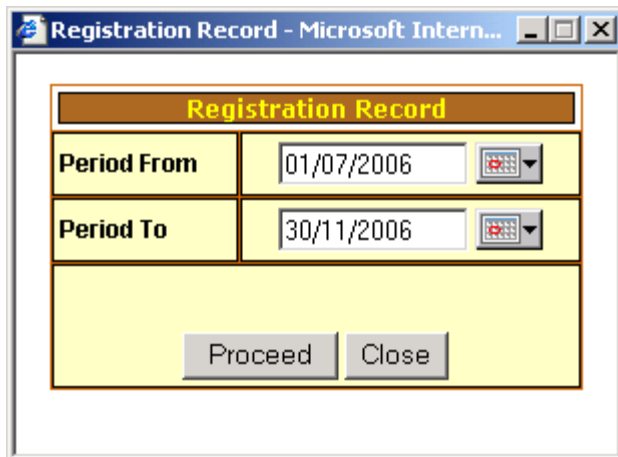 Registration Record - Microsoft Intern...
Registration Record
Period From 01/07/2006
Period To 30/11/2006
Proceed Close